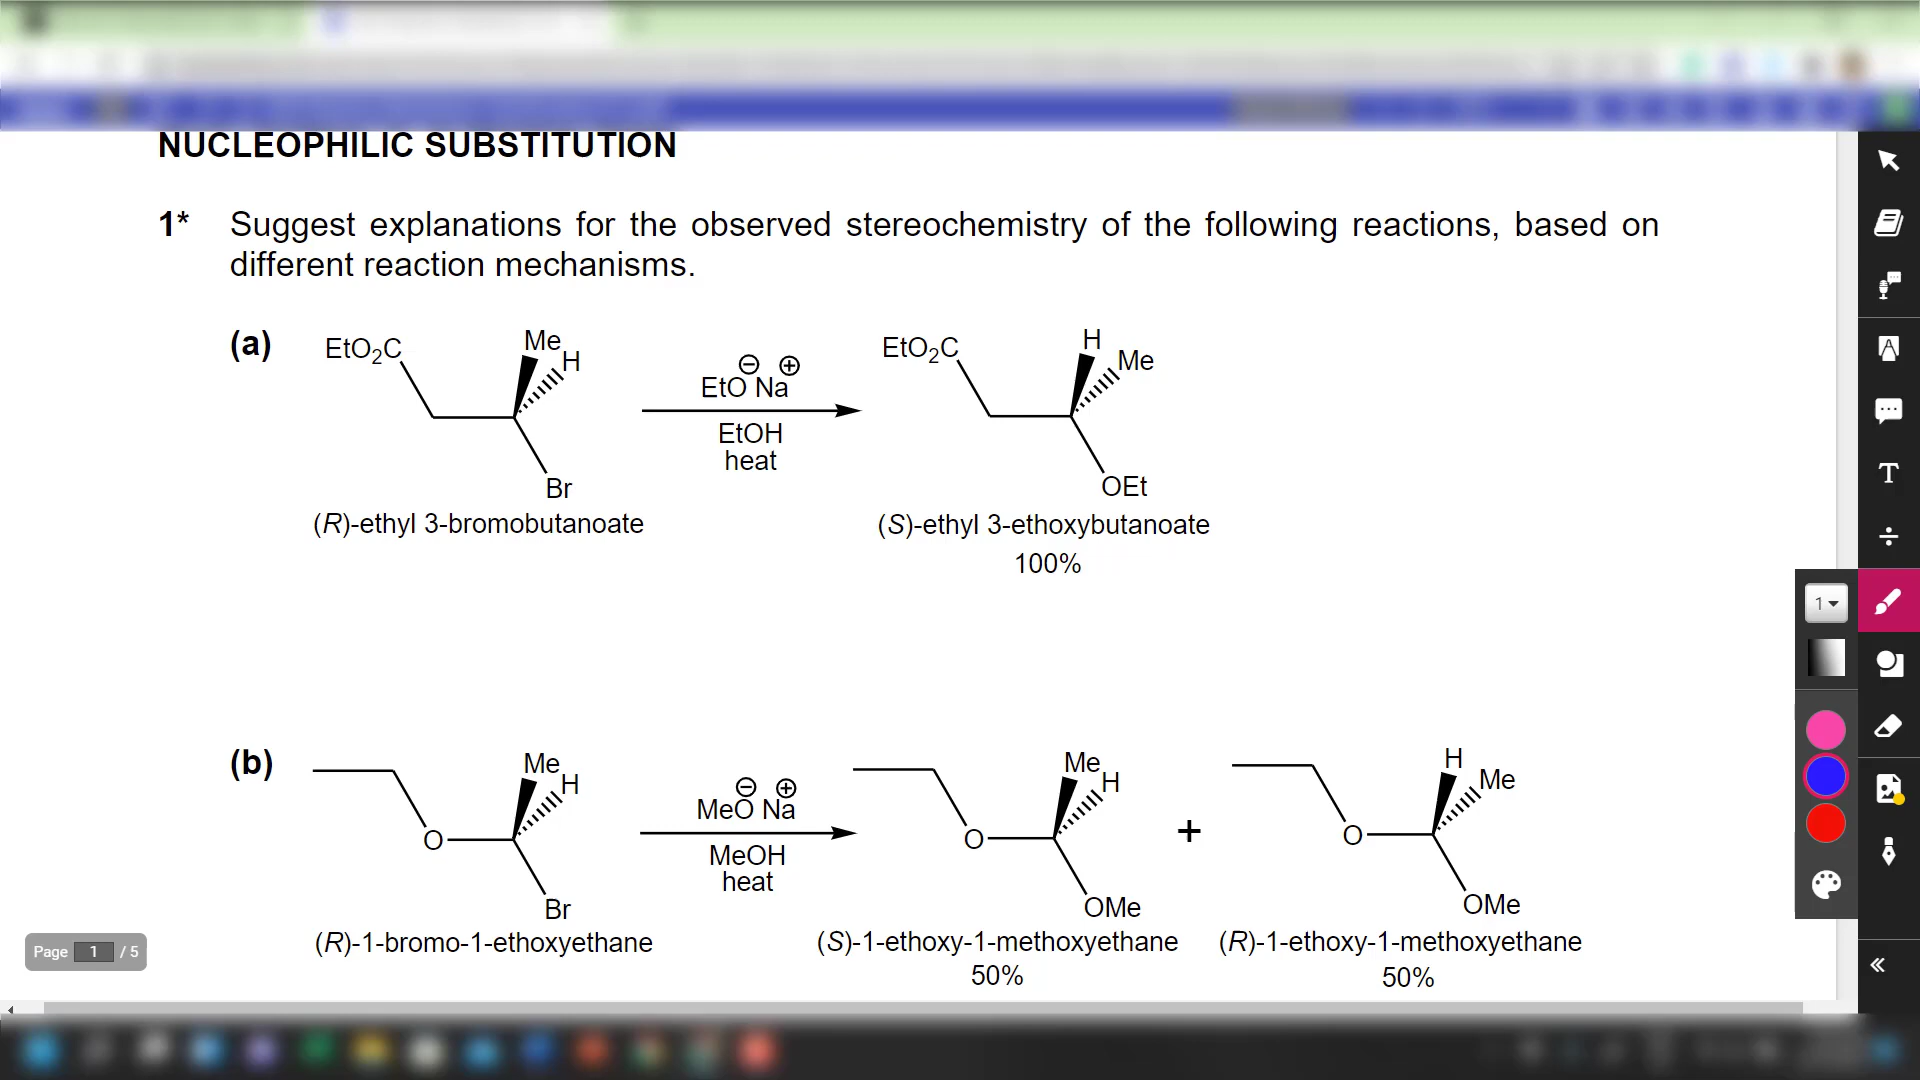 NUCLEOPHILIC SUBSTITUTION
1* Suggest explanations for the observed stereochemistry of the following reactions, based on
different reaction mechanisms.
(a)
EtO₂C
Me
H
Br
(R)-ethyl 3-bromobutanoate
⊖ ⊕
EtO Na
EtOH
heat
EtO₂C
H
Me
OEt
(S)-ethyl 3-ethoxybutanoate
100%
(b)
Me
H
O
Br
(R)-1-bromo-1-ethoxyethane
⊖ ⊕
MeO Na
MeOH
heat
Me
H
O
OMe
(S)-1-ethoxy-1-methoxyethane
50%
+
H
Me
O
OMe
(R)-1-ethoxy-1-methoxyethane
50%
Page 1 / 5
1
T